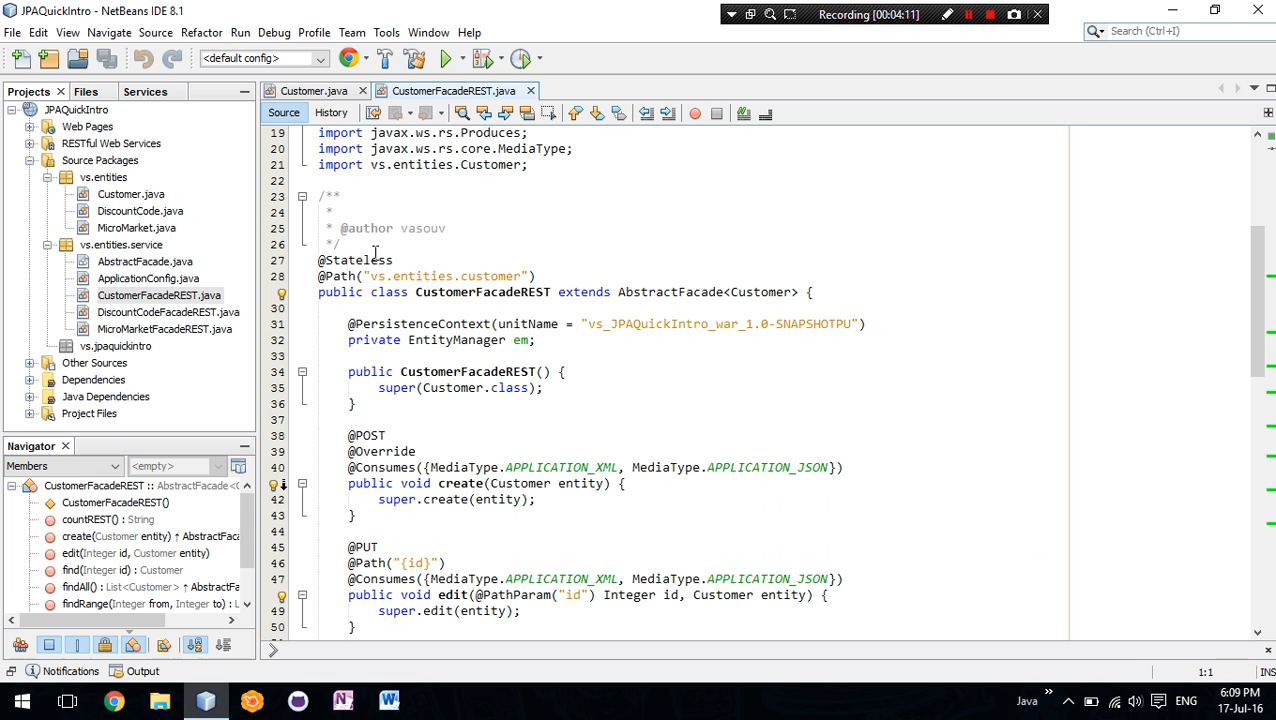 JPAQuickIntro - NetBeans IDE 8.1
Recording [00:04:11]
File Edit View Navigate Source Refactor Run Debug Profile Team Tools Window Help
Search (Ctrl+I)
<default config>
Projects Files Services
Customer.java CustomerFacadeREST.java
Source History
JPAQuickIntro
Web Pages
RESTful Web Services
Source Packages
vs.entities
Customer.java
DiscountCode.java
MicroMarket.java
vs.entities.service
AbstractFacade.java
ApplicationConfig.java
CustomerFacadeREST.java
DiscountCodeFacadeREST.java
MicroMarketFacadeREST.java
vs.jpaquickintro
Other Sources
Dependencies
Java Dependencies
Project Files
Navigator
Members <empty>
CustomerFacadeREST :: AbstractFacade<C
CustomerFacadeREST()
countREST() : String
create(Customer entity) ↑ AbstractFaca
edit(Integer id, Customer entity)
find(Integer id) : Customer
findAll() : List<Customer> ↑ AbstractFa
findRange(Integer from, Integer to) : L
19 import javax.ws.rs.Produces;
20 import javax.ws.rs.core.MediaType;
21 import vs.entities.Customer;
22
23 /**
24 *
25 * @author vasouv
26 */
27 @Stateless
28 @Path("vs.entities.customer")
public class CustomerFacadeREST extends AbstractFacade<Customer> {
30
31 @PersistenceContext(unitName = "vs_JPAQuickIntro_war_1.0-SNAPSHOTPU")
32 private EntityManager em;
33
34 public CustomerFacadeREST() {
35 super(Customer.class);
36 }
37
38 @POST
39 @Override
40 @Consumes({MediaType.APPLICATION_XML, MediaType.APPLICATION_JSON})
public void create(Customer entity) {
42 super.create(entity);
43 }
44
45 @PUT
46 @Path("{id}")
47 @Consumes({MediaType.APPLICATION_XML, MediaType.APPLICATION_JSON})
public void edit(@PathParam("id") Integer id, Customer entity) {
49 super.edit(entity);
50 }
Notifications Output
1:1 INS
Java » ENG
6:09 PM
17-Jul-16